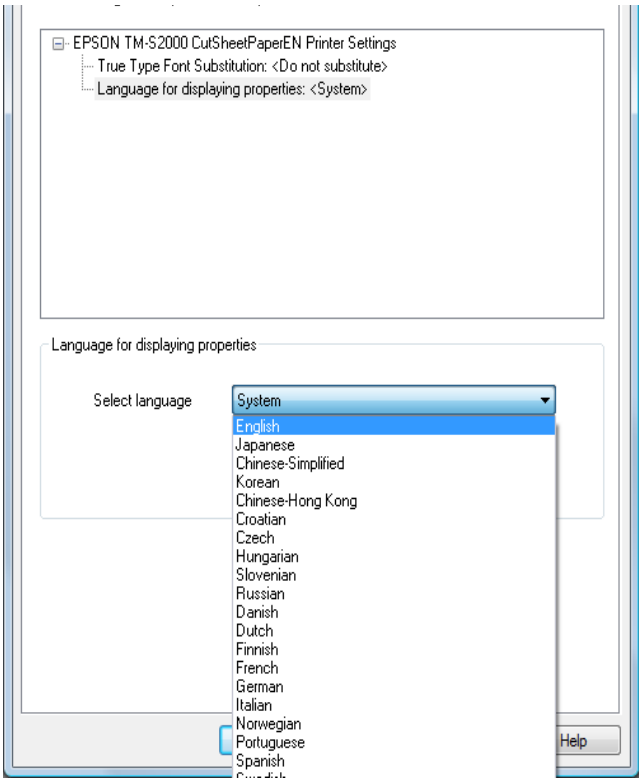 EPSON TM-S2000 CutSheetPaperEN Printer Settings
True Type Font Substitution: <Do not substitute>
Language for displaying properties: <System>
Language for displaying properties
Select language System
English
Japanese
Chinese-Simplified
Korean
Chinese-Hong Kong
Croatian
Czech
Hungarian
Slovenian
Russian
Danish
Dutch
Finnish
French
German
Italian
Norwegian
Portuguese
Help
Spanish
Swedish